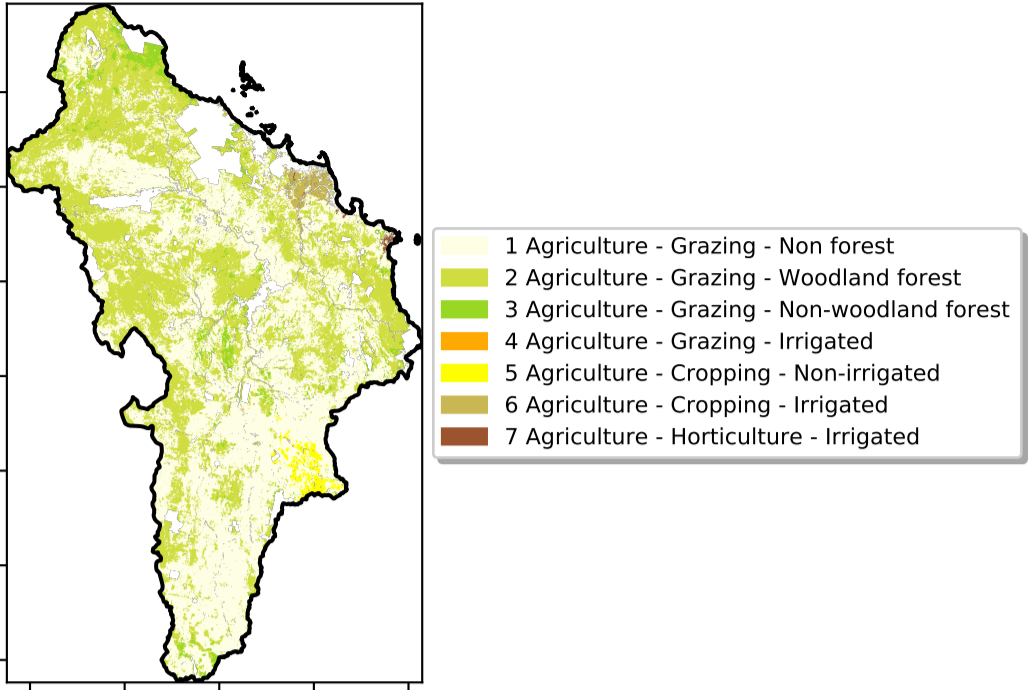 1 Agriculture - Grazing - Non forest
2 Agriculture - Grazing - Woodland forest
3 Agriculture - Grazing - Non-woodland forest
4 Agriculture - Grazing - Irrigated
5 Agriculture - Cropping - Non-irrigated
6 Agriculture - Cropping - Irrigated
7 Agriculture - Horticulture - Irrigated